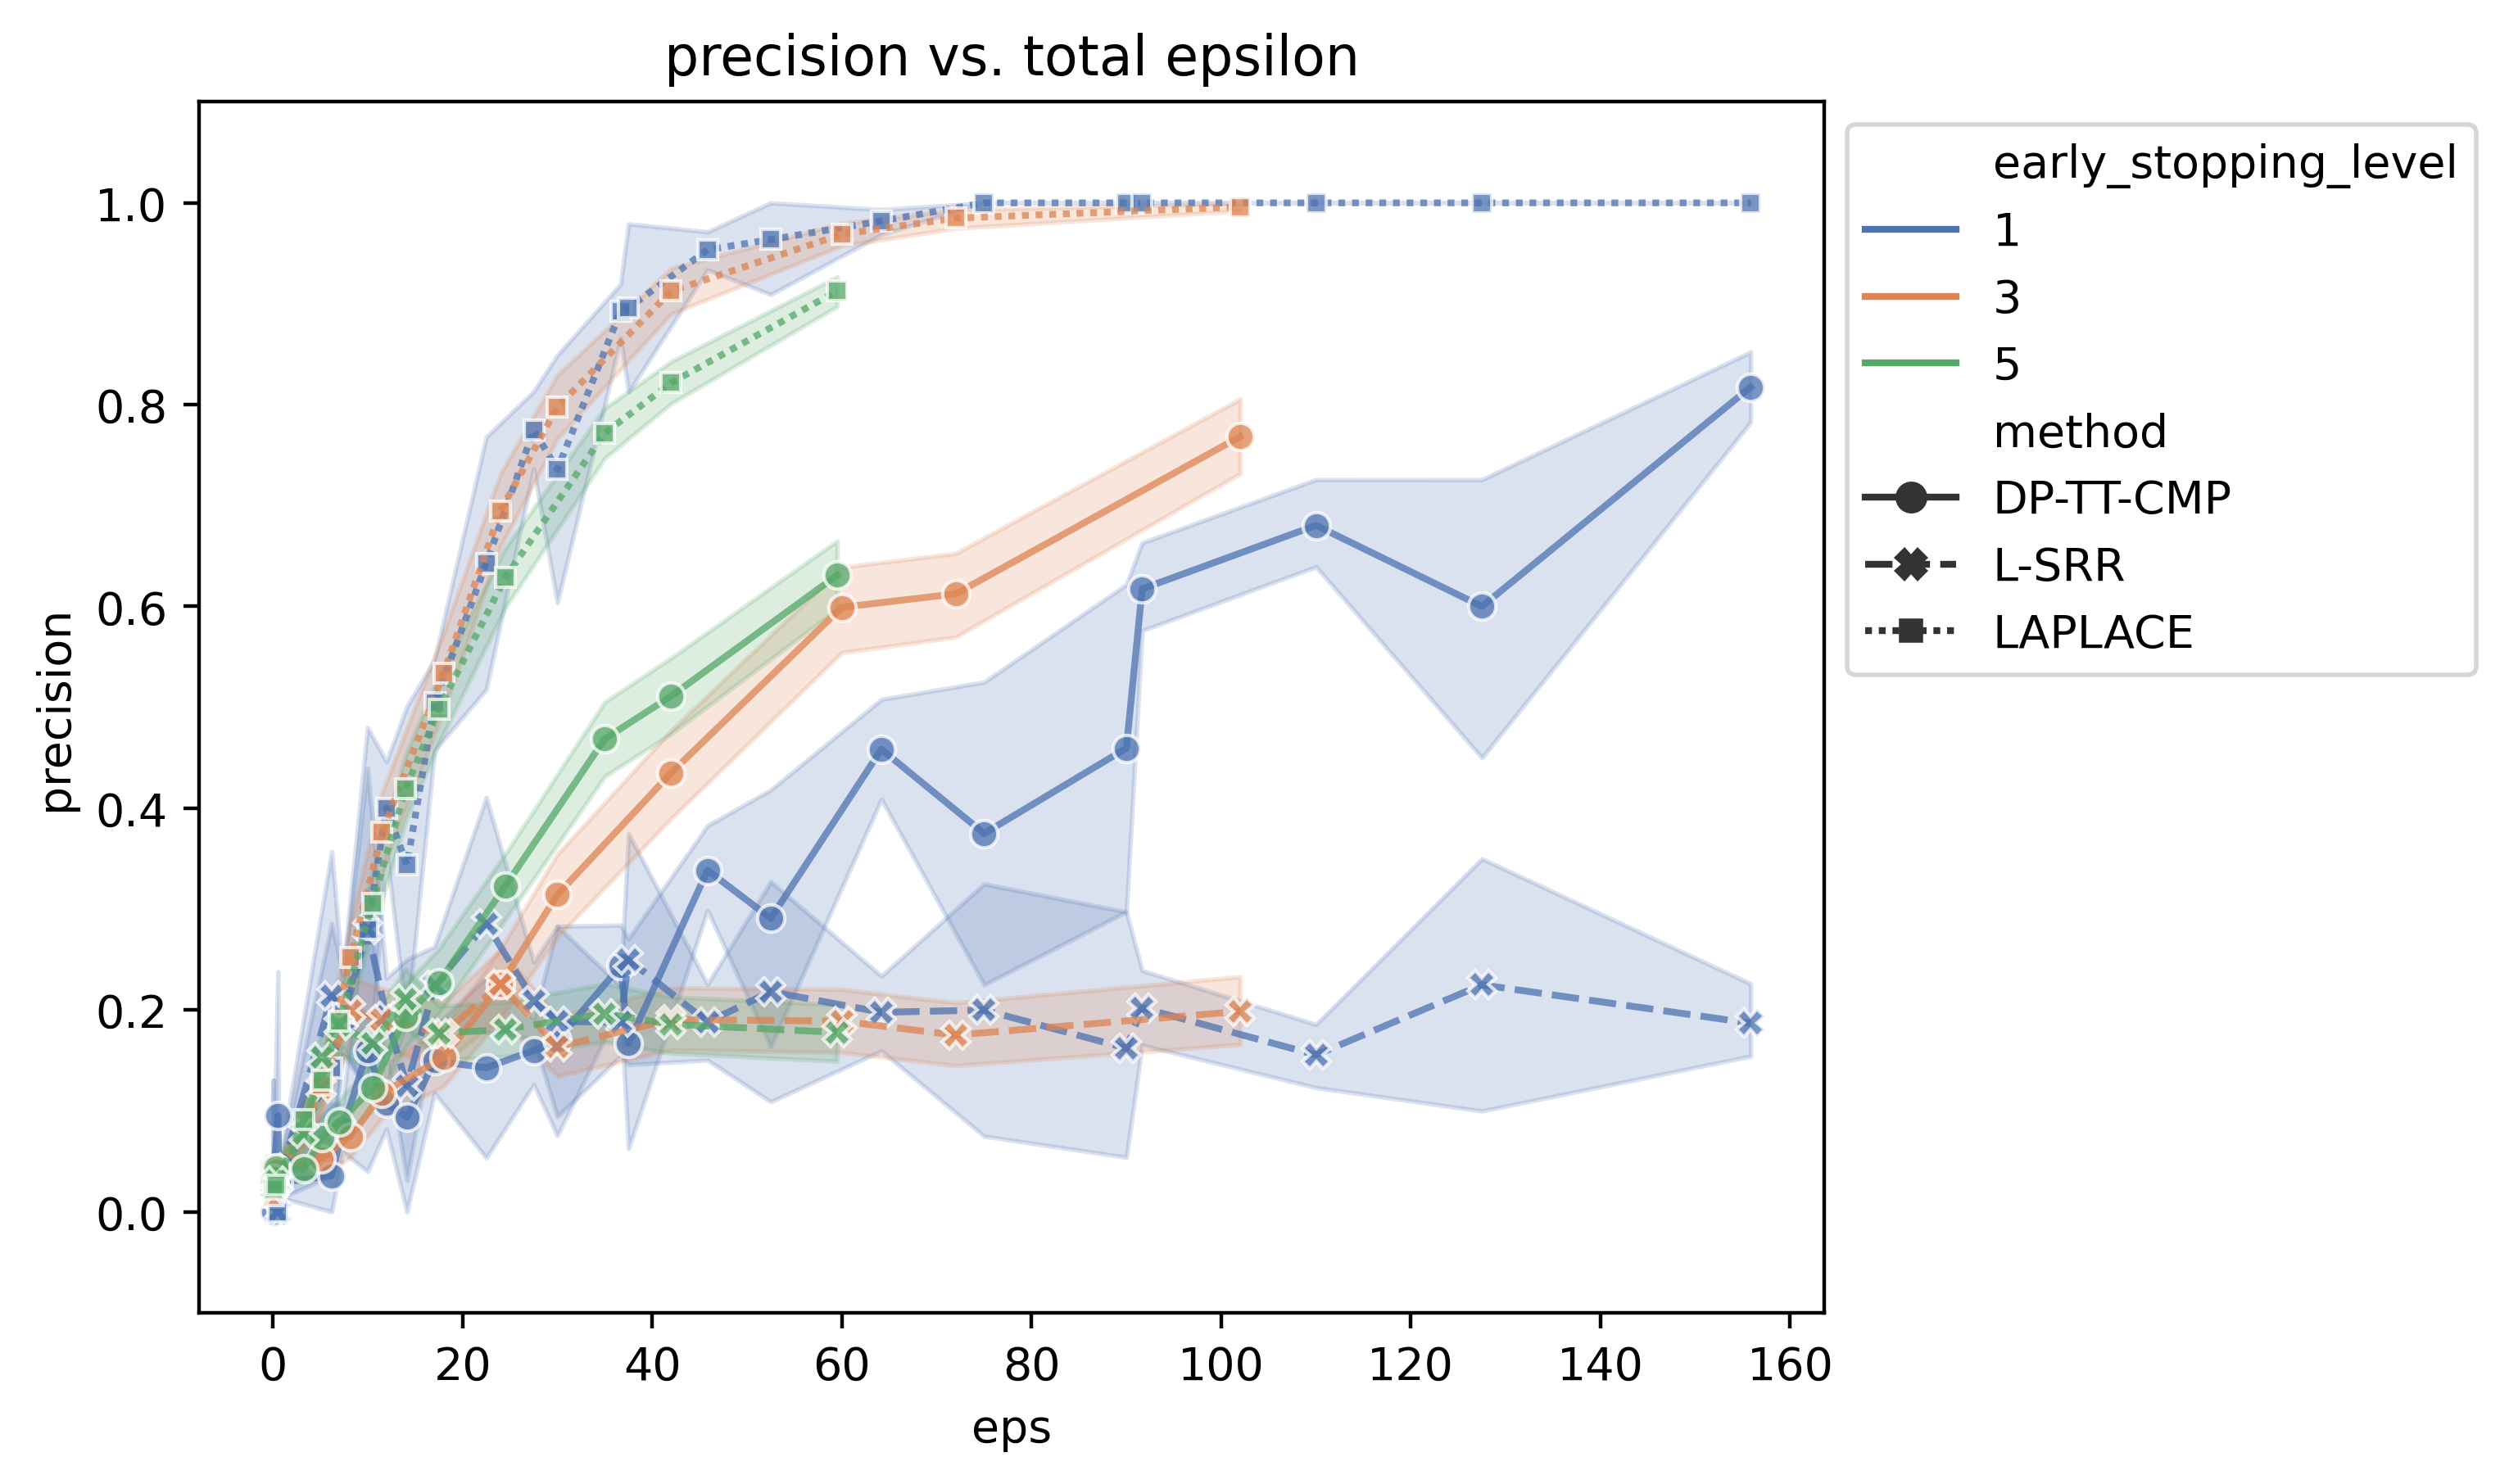 precision vs. total epsilon
precision
1.0
0.8
0.6
0.4
0.2
0.0
0 20 40 60 80 100 120 140 160
eps
early_stopping_level
1
3
5
method
DP-TT-CMP
L-SRR
LAPLACE